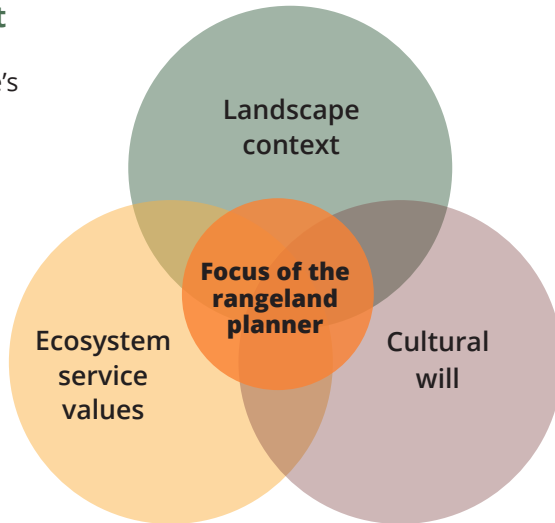 t
's
Landscape
context
Focus of the
rangeland
planner
Ecosystem
service
values
Cultural
will